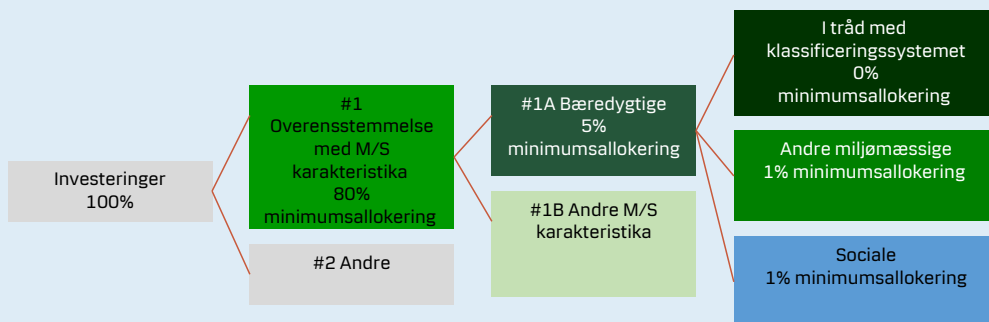 Investeringer
100%
#1
Overensstemmelse
med M/S
karakteristika
80%
minimumsallokering
#2 Andre
#1A Bæredygtige
5%
minimumsallokering
#1B Andre M/S
karakteristika
I tråd med
klassificeringssystemet
0%
minimumsallokering
Andre miljømæssige
1% minimumsallokering
Sociale
1% minimumsallokering